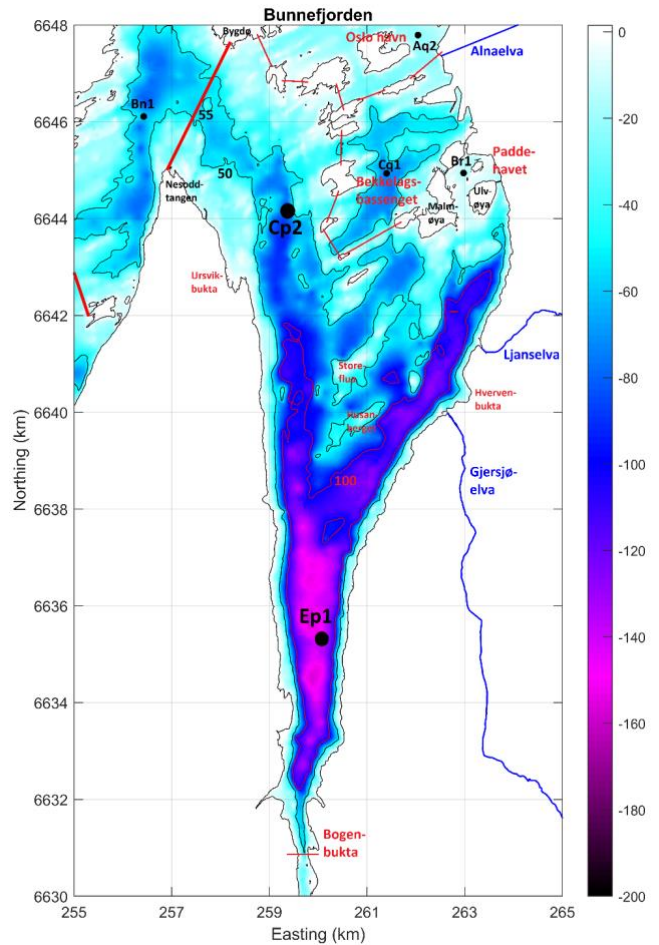 Bunnefjorden
6648
Bygdø
Oslo havn
Aq2
Alnaelva
0
-20
Bn1
6646
55
50
Cq1
Br1
Padde-
havet
Bekkelags-
bassenget
Nesodd-
tangen
Malm-
øya
Ulv-
øya
-40
6644
Cp2
-60
Ursvik-
bukta
6642
Ljanselva
-80
Store-
flua
Hverven-
bukta
6640
Husan-
-100
Gjersjø-
elva
100
6638
-120
6636
Ep1
-140
6634
-160
6632
Bogen-
bukta
-180
6630
-200
255
257
259
261
263
265
Northing (km)
Easting (km)